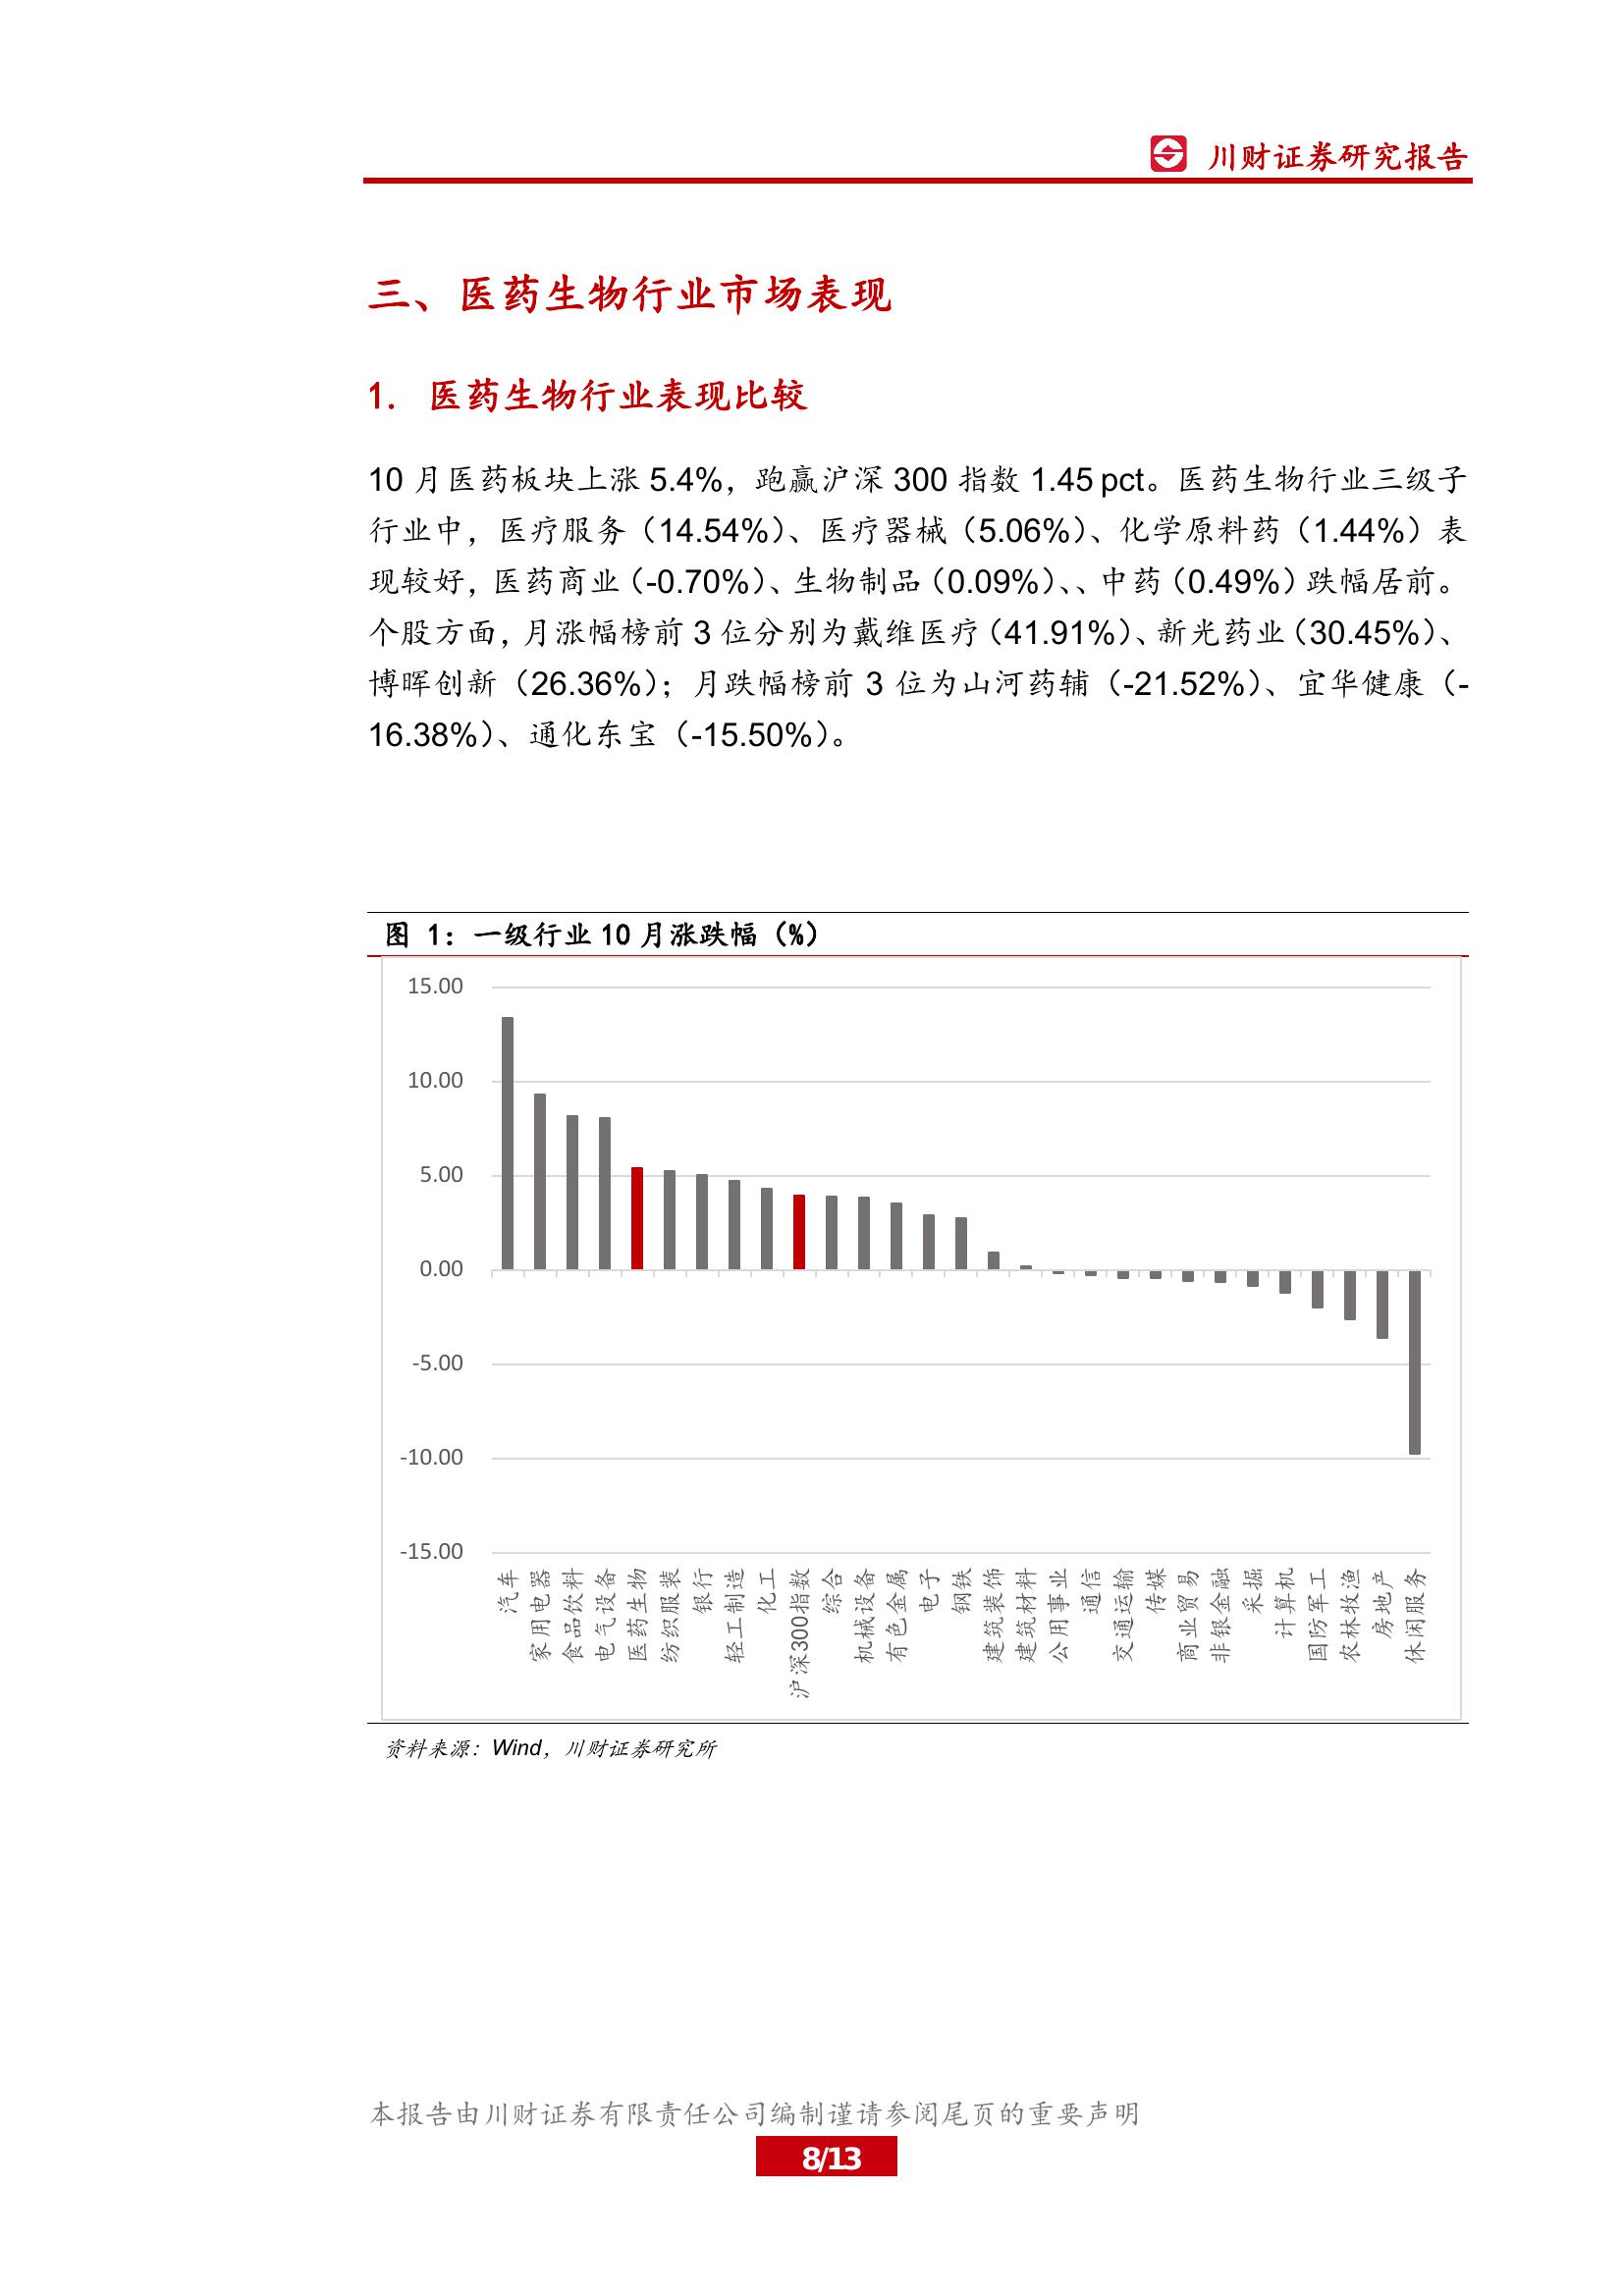 川财证券研究报告
三、医药生物行业市场表现
1. 医药生物行业表现比较
10 月医药板块上涨 5.4%，跑赢沪深 300 指数 1.45 pct。医药生物行业三级子
行业中，医疗服务（14.54%）、医疗器械（5.06%）、化学原料药（1.44%）表
现较好，医药商业（-0.70%）、生物制品（0.09%）、、中药（0.49%）跌幅居前。
个股方面，月涨幅榜前 3 位分别为戴维医疗（41.91%）、新光药业（30.45%）、
博晖创新（26.36%）；月跌幅榜前 3 位为山河药辅（-21.52%）、宜华健康（-
16.38%）、通化东宝（-15.50%）。
图 1：一级行业 10 月涨跌幅（%）
15.00
10.00
5.00
0.00
-5.00
-10.00
-15.00
汽车
家用电器
食品饮料
电气设备
医药生物
纺织服装
银行
轻工制造
化工
沪深300指数
综合
机械设备
有色金属
电子
钢铁
建筑装饰
建筑材料
公用事业
通信
交通运输
传媒
商业贸易
非银金融
采掘
计算机
国防军工
农林牧渔
房地产
休闲服务
资料来源：Wind，川财证券研究所
本报告由川财证券有限责任公司编制谨请参阅尾页的重要声明
8/13